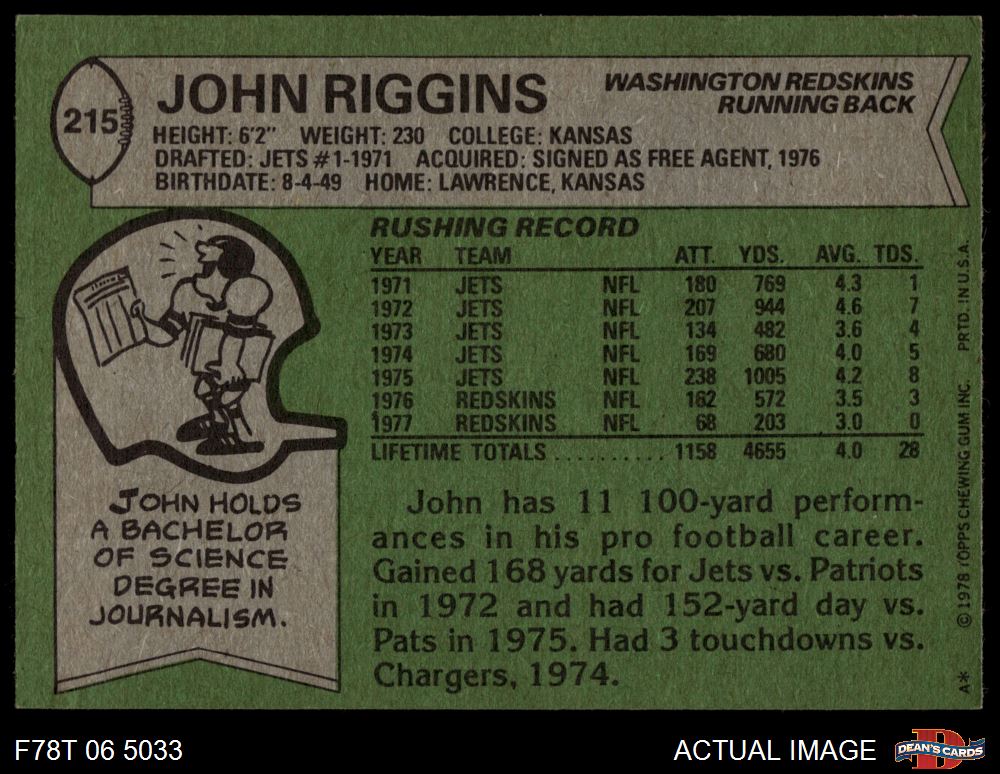 215
JOHN RIGGINS
WASHINGTON REDSKINS
RUNNING BACK
HEIGHT: 6'2" WEIGHT: 230 COLLEGE: KANSAS
DRAFTED: JETS #1-1971 ACQUIRED: SIGNED AS FREE AGENT, 1976
BIRTHDATE: 8-4-49 HOME: LAWRENCE, KANSAS
RUSHING RECORD
YEAR TEAM ATT. YDS. AVG. TDS.
1971 JETS NFL 180 769 4.3 1
1972 JETS NFL 207 944 4.6 7
1973 JETS NFL 134 482 3.6 4
1974 JETS NFL 169 680 4.0 5
1975 JETS NFL 238 1005 4.2 8
1976 REDSKINS NFL 162 572 3.5 3
1977 REDSKINS NFL 68 203 3.0 0
LIFETIME TOTALS .......... 1158 4655 4.0 28
JOHN HOLDS
A BACHELOR
OF SCIENCE
DEGREE IN
JOURNALISM.
John has 11 100-yard perform-
ances in his pro football career.
Gained 168 yards for Jets vs. Patriots
in 1972 and had 152-yard day vs.
Pats in 1975. Had 3 touchdowns vs.
Chargers, 1974.
A* © 1978 TOPPS CHEWING GUM INC. PRTD. IN U.S.A.
F78T 06 5033
ACTUAL IMAGE
D
DEAN'S CARDS